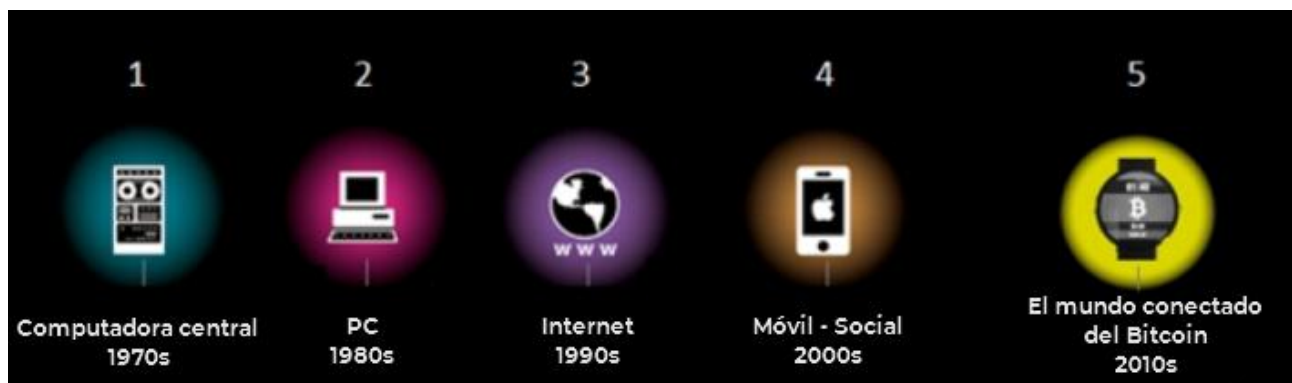 1
2
3
4
5
WWW
Computadora central
1970s
PC
1980s
Internet
1990s
Móvil - Social
2000s
El mundo conectado
del Bitcoin
2010s